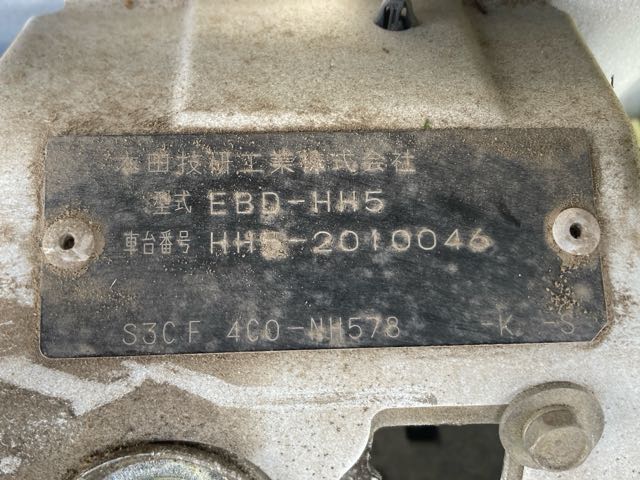 本田技研工業株式会社
型式 EBD-HH5
車台番号 HH5-2010046
S3CF 4C0-NH578 -K -S